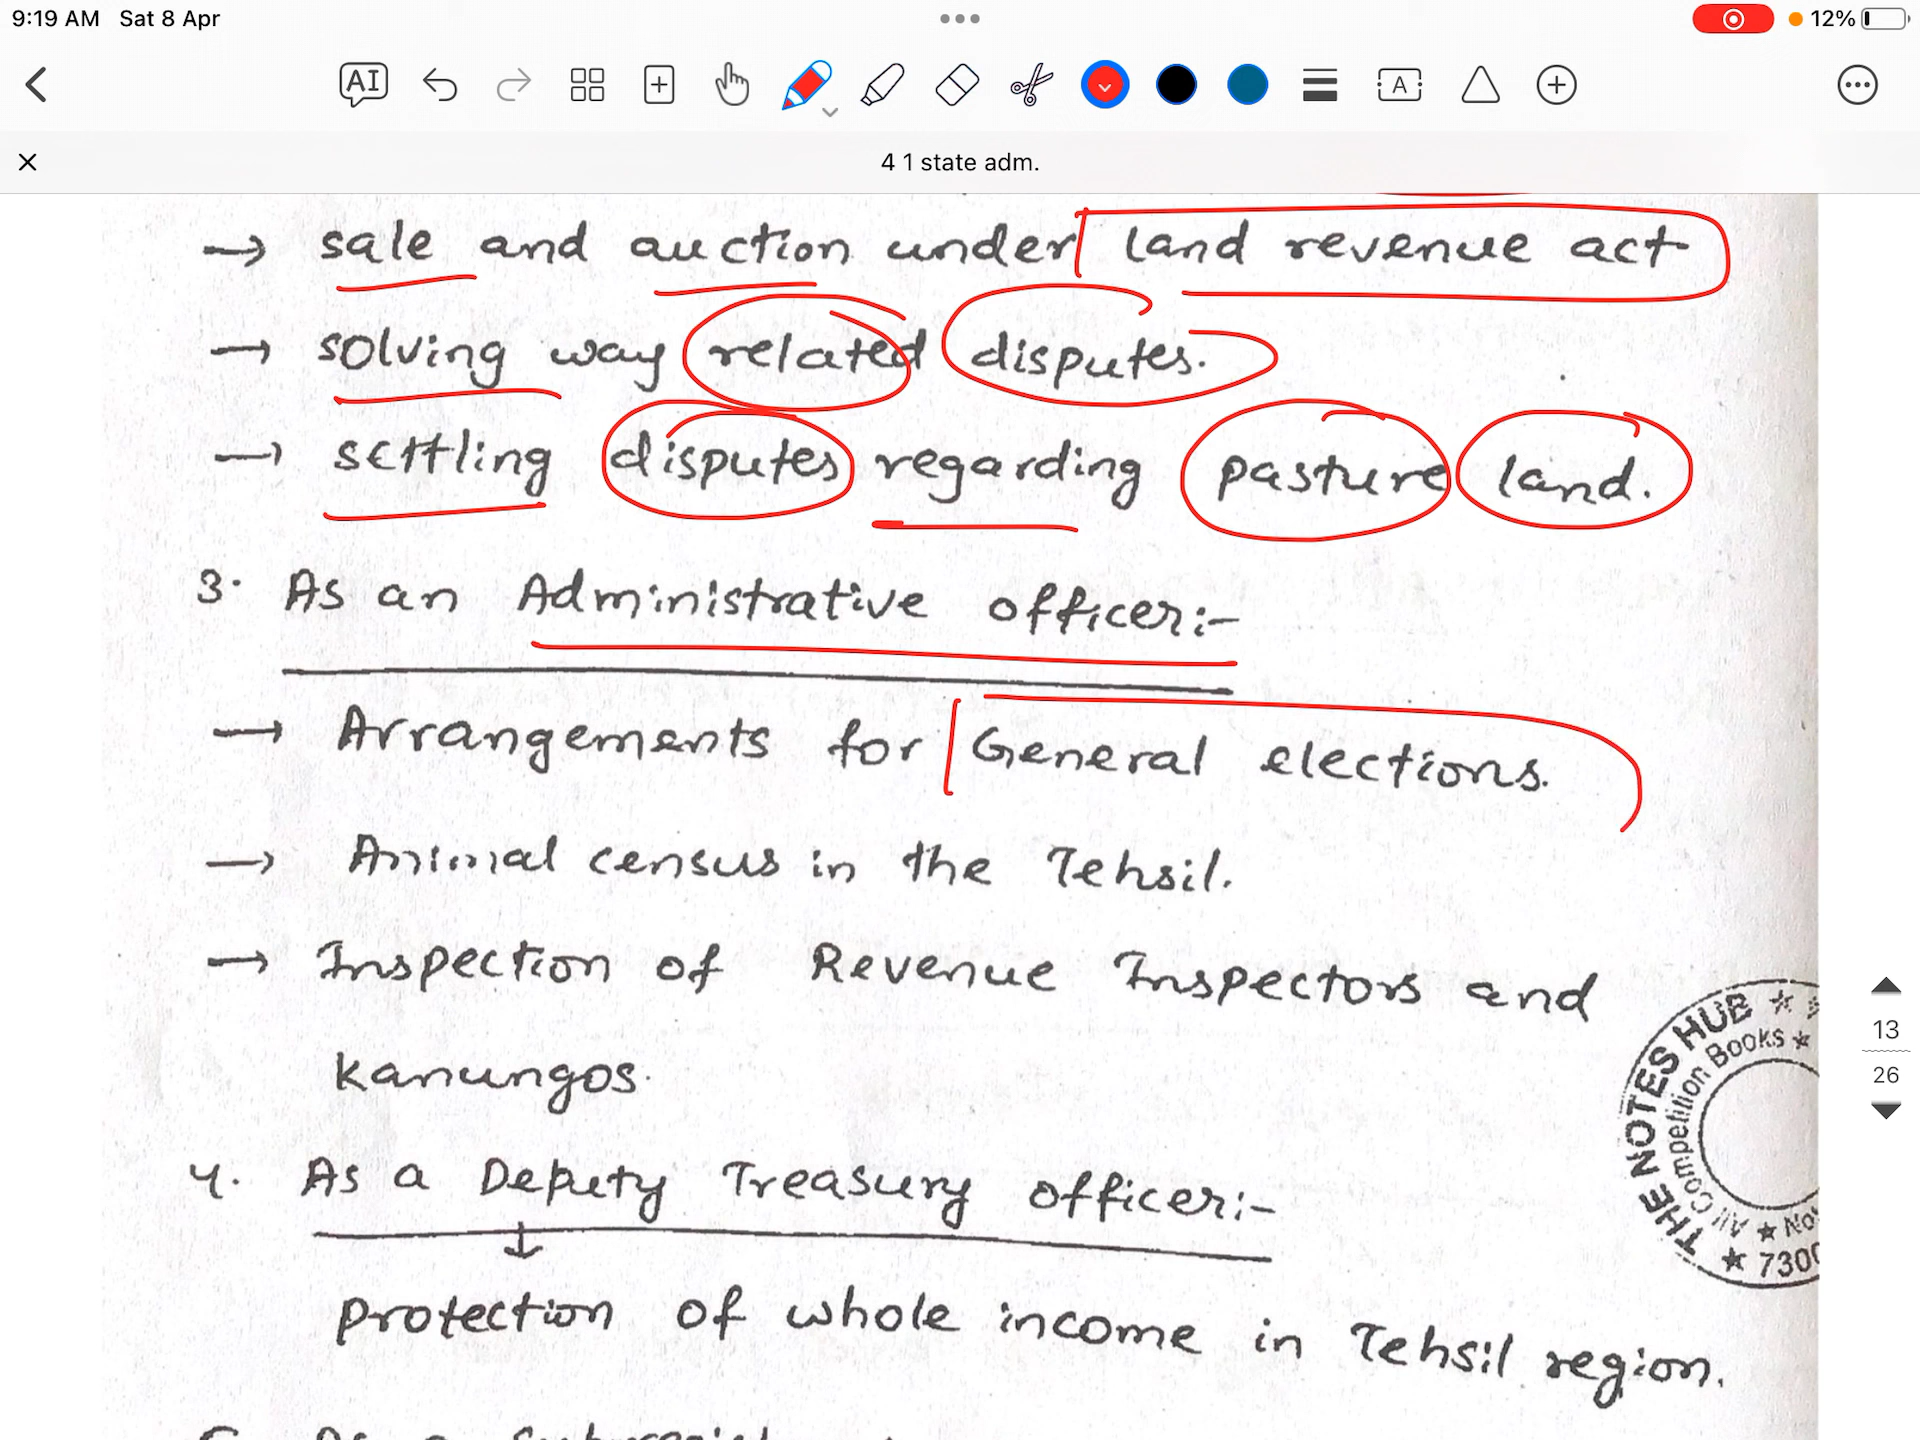 9:19 AM Sat 8 Apr
12%
AI
A
4 1 state adm.
→ sale and auction under land revenue act
→ solving way related disputes.
→ settling disputes regarding pasture land.
3. As an Administrative officer:-
→ Arrangements for General elections.
→ Animal census in the Tehsil.
→ Inspection of Revenue Inspectors and
Kanungos.
4. As a Deputy Treasury officer:-
↓
protection of whole income in Tehsil region.
THE NOTES HUB
All Competition Books
13
26